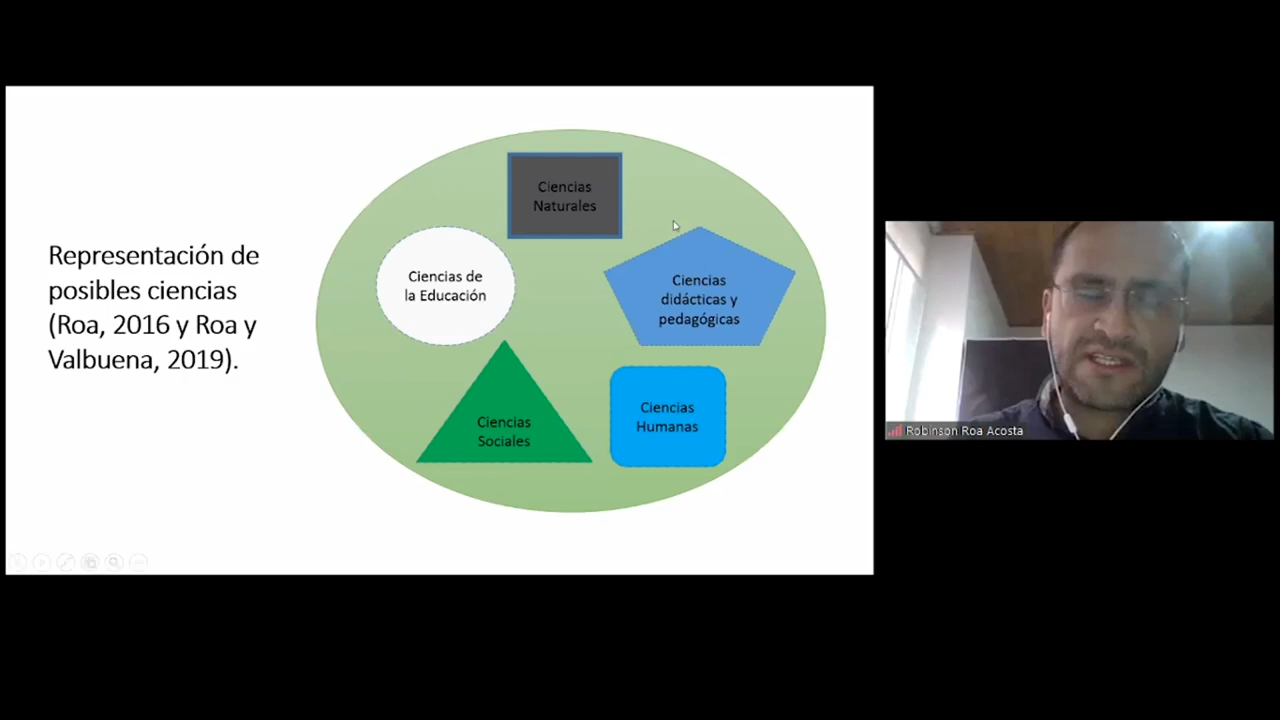 Representación de
posibles ciencias
(Roa, 2016 y Roa y
Valbuena, 2019).
Ciencias
Naturales
Ciencias de
la Educación
Ciencias
didácticas y
pedagógicas
Ciencias
Sociales
Ciencias
Humanas
Robinson Roa Acosta